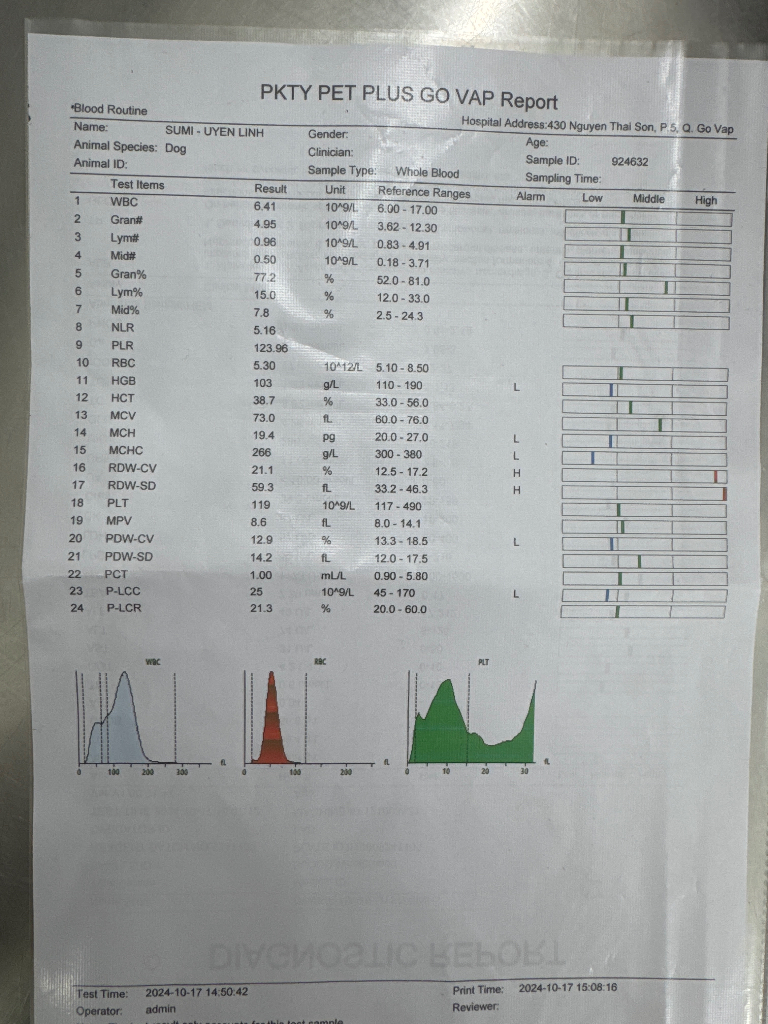 PKTY PET PLUS GO VAP Report
*Blood Routine
Hospital Address:430 Nguyen Thai Son, P.5, Q. Go Vap
Name: SUMI - UYEN LINH Gender: Age:
Animal Species: Dog Clinician: Sample ID: 924632
Animal ID: Sample Type: Whole Blood Sampling Time:
Test Items Result Unit Reference Ranges Alarm Low Middle High
1 WBC 6.41 10^9/L 6.00 - 17.00
2 Gran# 4.95 10^9/L 3.62 - 12.30
3 Lym# 0.96 10^9/L 0.83 - 4.91
4 Mid# 0.50 10^9/L 0.18 - 3.71
5 Gran% 77.2 % 52.0 - 81.0
6 Lym% 15.0 % 12.0 - 33.0
7 Mid% 7.8 % 2.5 - 24.3
8 NLR 5.16
9 PLR 123.96
10 RBC 5.30 10^12/L 5.10 - 8.50
11 HGB 103 g/L 110 - 190 L
12 HCT 38.7 % 33.0 - 56.0
13 MCV 73.0 fL 60.0 - 76.0
14 MCH 19.4 pg 20.0 - 27.0 L
15 MCHC 266 g/L 300 - 380 L
16 RDW-CV 21.1 % 12.5 - 17.2 H
17 RDW-SD 59.3 fL 33.2 - 46.3 H
18 PLT 119 10^9/L 117 - 490
19 MPV 8.6 fL 8.0 - 14.1
20 PDW-CV 12.9 % 13.3 - 18.5 L
21 PDW-SD 14.2 fL 12.0 - 17.5
22 PCT 1.00 mL/L 0.90 - 5.80
23 P-LCC 25 10^9/L 45 - 170 L
24 P-LCR 21.3 % 20.0 - 60.0
WBC RBC PLT
0 100 200 300 fL 0 100 200 fL 0 10 20 30 fL
DIAGNOSTIC REPORT
Test Time: 2024-10-17 14:50:42 Print Time: 2024-10-17 15:08:16
Operator: admin Reviewer:
result only accounts for this test sample